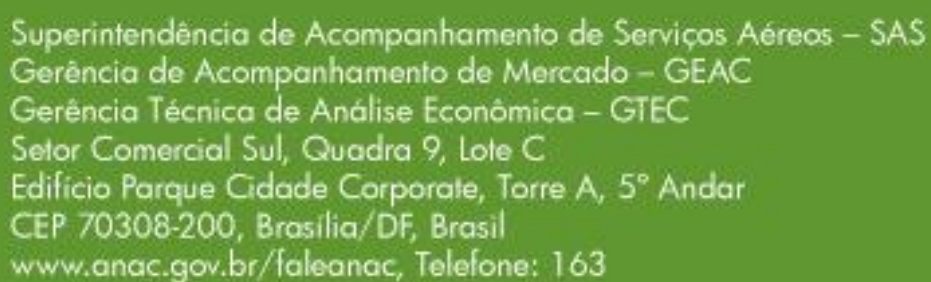 Superintendência de Acompanhamento de Serviços Aéreos – SAS
Gerência de Acompanhamento de Mercado – GEAC
Gerência Técnica de Análise Econômica – GTEC
Setor Comercial Sul, Quadra 9, Lote C
Edifício Parque Cidade Corporate, Torre A, 5° Andar
CEP 70308-200, Brasília/DF, Brasil
www.anac.gov.br/faleanac, Telefone: 163